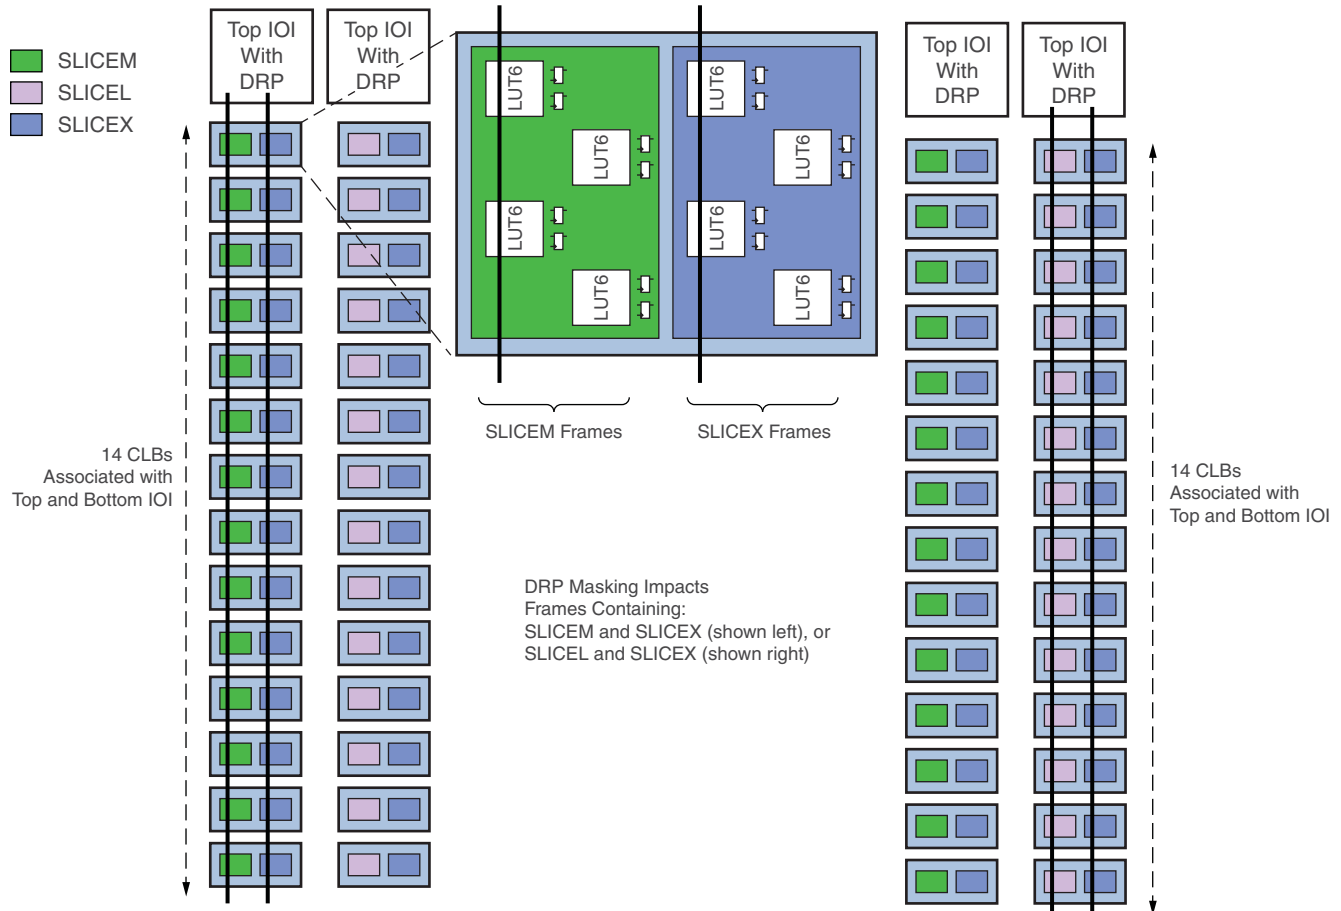 SLICEM
SLICEL
SLICEX
Top IOI
With
DRP
Top IOI
With
DRP
LUT6
LUT6
LUT6
LUT6
LUT6
LUT6
LUT6
LUT6
Top IOI
With
DRP
Top IOI
With
DRP
SLICEM Frames
SLICEX Frames
14 CLBs
Associated with
Top and Bottom IOI
14 CLBs
Associated with
Top and Bottom IOI
DRP Masking Impacts
Frames Containing:
SLICEM and SLICEX (shown left), or
SLICEL and SLICEX (shown right)